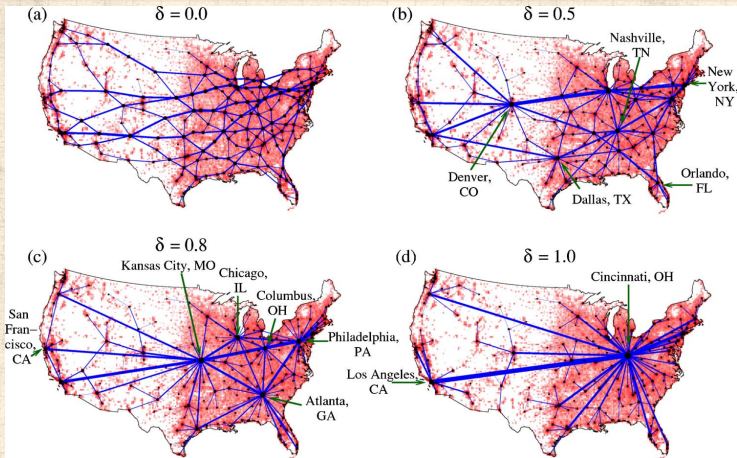 (a)
δ = 0.0
(b)
δ = 0.5
Nashville,
TN
New
York,
NY
Denver,
CO
Dallas, TX
Orlando,
FL
(c)
δ = 0.8
Kansas City, MO
Chicago,
IL
Columbus,
OH
San
Fran–
cisco,
CA
Philadelphia,
PA
Atlanta,
GA
(d)
δ = 1.0
Cincinnati, OH
Los Angeles,
CA